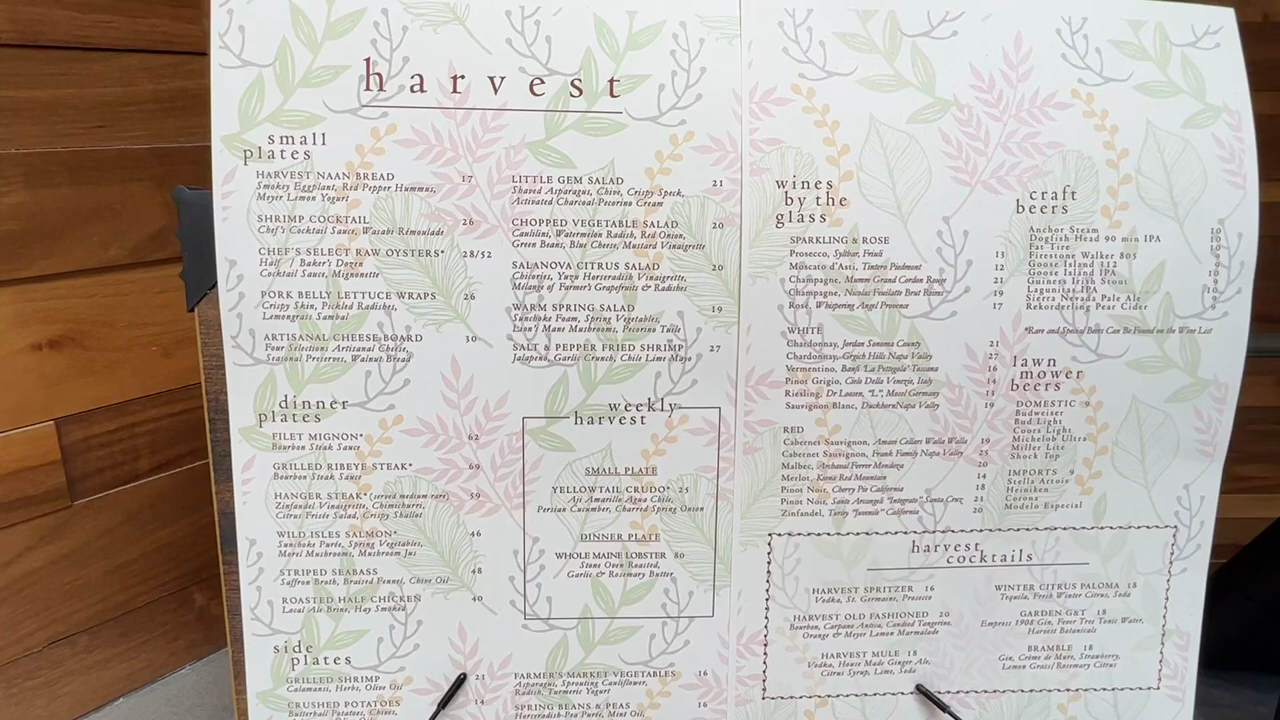 harvest
small
plates
HARVEST NAAN BREAD 17
Smokey Eggplant, Red Pepper Hummus,
Meyer Lemon Yogurt
SHRIMP COCKTAIL 26
Chef's Cocktail Sauce, Wasabi Rémoulade
CHEF'S SELECT RAW OYSTERS* 28/52
Half / Baker's Dozen
Cocktail Sauce, Mignonette
PORK BELLY LETTUCE WRAPS 26
Crispy Skin, Pickled Radishes,
Lemongrass Sambal
ARTISANAL CHEESE BOARD 30
Four Selections Artisanal Cheese,
Seasonal Preserves, Walnut Bread
LITTLE GEM SALAD 21
Shaved Asparagus, Chive, Crispy Speck,
Activated Charcoal-Pecorino Cream
CHOPPED VEGETABLE SALAD 20
Caulilini, Watermelon Radish, Red Onion,
Green Beans, Blue Cheese, Mustard Vinaigrette
SALANOVA CITRUS SALAD 20
Chicories, Yuzu Horseradish Vinaigrette,
Mélange of Farmer's Grapefruits & Radishes
WARM SPRING SALAD 19
Sunchoke Foam, Spring Vegetables,
Lion's Mane Mushrooms, Pecorino Tuile
SALT & PEPPER FRIED SHRIMP 27
Jalapeño, Garlic Crunch, Chile Lime Mayo
dinner
plates
FILET MIGNON* 62
Bourbon Steak Sauce
GRILLED RIBEYE STEAK* 69
Bourbon Steak Sauce
HANGER STEAK* (served medium rare) 59
Zinfandel Vinaigrette, Chimichurri,
Citrus Frisée Salad, Crispy Shallot
WILD ISLES SALMON* 46
Sunchoke Purée, Spring Vegetables,
Morel Mushrooms, Mushroom Jus
STRIPED SEABASS 48
Saffron Broth, Braised Fennel, Chive Oil
ROASTED HALF CHICKEN 40
Local Ale Brine, Hay Smoked
weekly
harvest
SMALL PLATE
YELLOWTAIL CRUDO* 25
Aji Amarillo Agua Chile,
Persian Cucumber, Charred Spring Onion
DINNER PLATE
WHOLE MAINE LOBSTER 80
Stone Oven Roasted,
Garlic & Rosemary Butter
side
plates
GRILLED SHRIMP 21
Calamansi, Herbs, Olive Oil
CRUSHED POTATOES 14
Butterball Potatoes, Chives,
FARMER'S MARKET VEGETABLES 16
Asparagus, Sprouting Cauliflower,
Radish, Turmeric Yogurt
SPRING BEANS & PEAS 16
Horseradish-Pea Purée, Mint Oil,
wines
by the
glass
SPARKLING & ROSE
Prosecco, Syltbar, Friuli 13
Moscato d'Asti, Tintero Piedmont 12
Champagne, Mumm Grand Cordon Rouge 21
Champagne, Nicolas Feuilatte Brut Reims 19
Rosé, Whispering Angel Provence 17
WHITE
Chardonnay, Jordan Sonoma County 21
Chardonnay, Grgich Hills Napa Valley 27
Vermentino, Banfi 'La Pettegola' Toscana 16
Pinot Grigio, Cielo Della Venezie, Italy 14
Riesling, Dr Loosen, "L", Mosel Germany 13
Sauvignon Blanc, Duckhorn Napa Valley 19
RED
Cabernet Sauvignon, Amavi Cellars Walla Walla 19
Cabernet Sauvignon, Frank Family Napa Valley 25
Malbec, Archaval Ferrer Mendoza 20
Merlot, Kiona Red Mountain 14
Pinot Noir, Cherry Pie California 18
Pinot Noir, Sante Arcangeli "Integrato" Santa Cruz 23
Zinfandel, Turley "Juvenile" California 20
craft
beers
Anchor Steam 10
Dogfish Head 90 min IPA 10
Fat Tire
Firestone Walker 805 9
Goose Island 312
Goose Island IPA
Guiness Irish Stout
Lagunitas IPA
Sierra Nevada Pale Ale
Rekorderling Pear Cider 9
*Rare and Special Beers Can Be Found on the Wine List
lawn
mower
beers
DOMESTIC 9
Budweiser
Bud Light
Coors Light
Michelob Ultra
Miller Lite
Shock Top
IMPORTS 9
Stella Artois
Heiniken
Corona
Modelo Especial
harvest
cocktails
HARVEST SPRITZER 16
Vodka, St. Germaine, Prosecco
HARVEST OLD FASHIONED 20
Bourbon, Carpano Antica, Candied Tangerine,
Orange & Meyer Lemon Marmalade
HARVEST MULE 18
Vodka, House Made Ginger Ale,
Citrus Syrup, Lime, Soda
WINTER CITRUS PALOMA 18
Tequila, Fresh Winter Citrus, Soda
GARDEN G&T 18
Empress 1908 Gin, Fever Tree Tonic Water,
Harvest Botanicals
BRAMBLE 18
Gin, Crème de Mure, Strawberry,
Lemon Grass/Rosemary Citrus